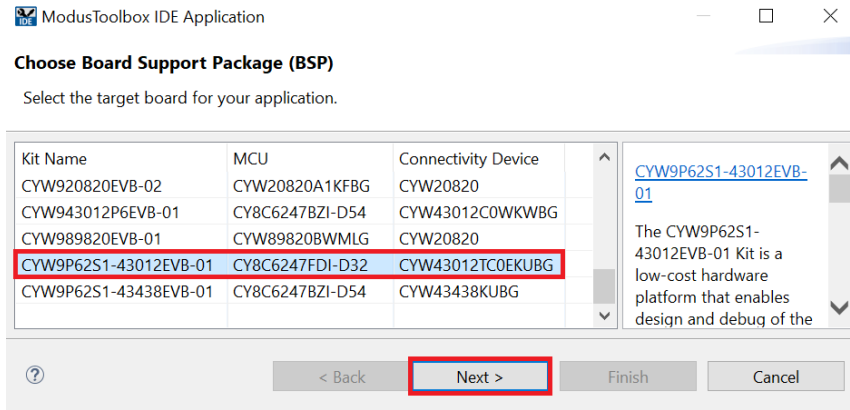 ModusToolbox IDE Application
Choose Board Support Package (BSP)
Select the target board for your application.
Kit Name MCU Connectivity Device
CYW920820EVB-02 CYW20820A1KFBG CYW20820
CYW943012P6EVB-01 CY8C6247BZI-D54 CYW43012C0WKWBG
CYW989820EVB-01 CYW89820BWMLG CYW20820
CYW9P62S1-43012EVB-01 CY8C6247FDI-D32 CYW43012TC0EKUBG
CYW9P62S1-43438EVB-01 CY8C6247BZI-D54 CYW43438KUBG
CYW9P62S1-43012EVB-
01
The CYW9P62S1-
43012EVB-01 Kit is a
low-cost hardware
platform that enables
design and debug of the
? < Back Next > Finish Cancel